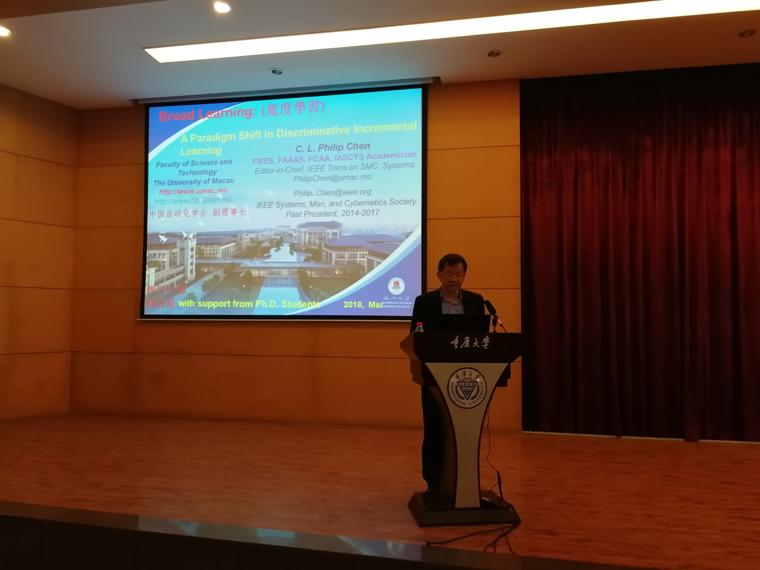 Broad Learning: (寬度學習)
A Paradigm Shift in Discriminative Incremental
Learning
C. L. Philip Chen
FIEEE, FAAAS, FCAA, IASCYS Academician
Editor-in-Chief, IEEE Trans on SMC, Systems
PhilipChen@umac.mo
Philip.Chen@ieee.org
IEEE Systems, Man, and Cybernetics Society
Past President, 2014-2017
Faculty of Science and
Technology
The University of Macau
http://www.umac.mo
中国自动化学会 副理事长
with support from Ph.D. Students
2018, Mar
重庆大学